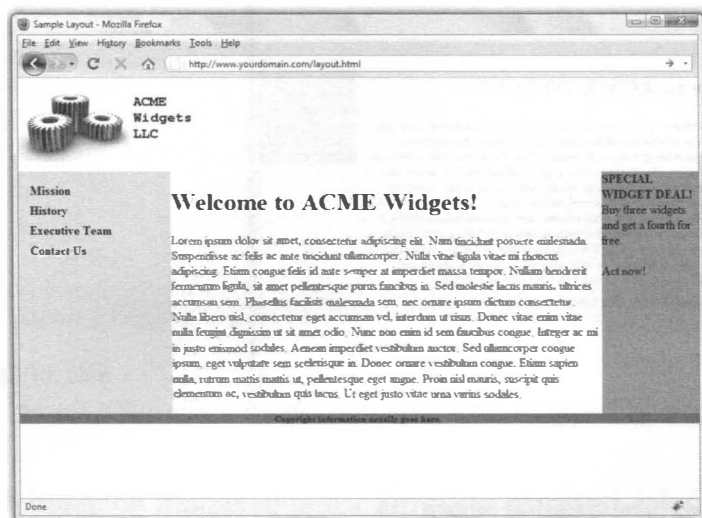 Sample Layout - Mozilla Firefox
File Edit View History Bookmarks Tools Help
http://www.yourdomain.com/layout.html
ACME
Widgets
LLC
Mission
History
Executive Team
Contact Us
Welcome to ACME Widgets!
Lorem ipsum dolor sit amet, consectetur adipiscing elit. Nam tincidunt posuere malesuada.
Suspendisse ac felis ac ante tincidunt ullamcorper. Nulla vitae ligula vitae mi rhoncus
adipiscing. Etiam congue felis id ante semper at imperdiet massa tempor. Nullam hendrerit
fermentum ligula, sit amet pellentesque purus faucibus in. Sed molestie lacus mauris, ultrices
accumsan sem. Phasellus facilisis malesuada sem, nec ornare ipsum dictum consectetur.
Nulla libero nisl, consectetur eget accumsan vel, interdum ut risus. Donec vitae enim vitae
nulla feugiat dignissim ut sit amet odio. Nunc non enim id sem faucibus congue. Integer ac mi
in justo euismod sodales. Aenean imperdiet vestibulum auctor. Sed ullamcorper congue
ipsum, eget vulputate sem scelerisque in. Donec ornare vestibulum congue. Etiam sapien
nulla, rutrum mattis mattis ut, pellentesque eget augue. Proin nisl mauris, suscipit quis
elementum ac, vestibulum quis lacus. Ut eget justo vitae urna varius sodales.
SPECIAL
WIDGET DEAL!
Buy three widgets
and get a fourth for
free.
Act now!
Copyright information usually goes here.
Done